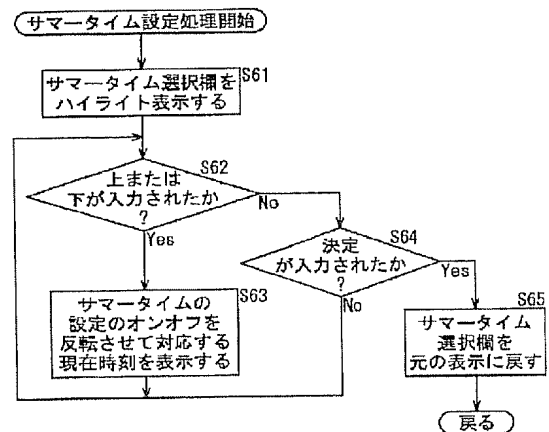 サマータイム設定処理開始
S61
サマータイム選択欄を
ハイライト表示する
S62
上または
下が入力されたか
?
No
Yes
S63
サマータイムの
設定のオンオフを
反転させて対応する
現在時刻を表示する
S64
決定
が入力されたか
?
Yes
No
S65
サマータイム
選択欄を
元の表示に戻す
戻る